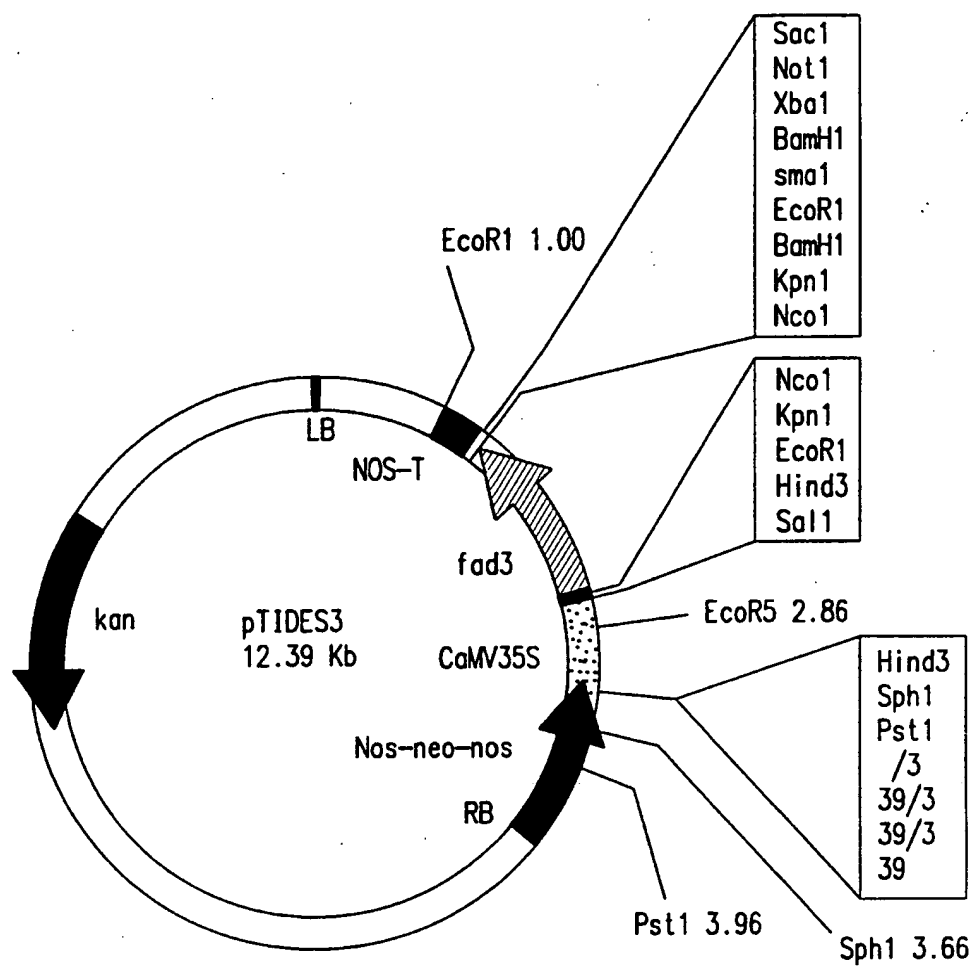 Sac1
Not1
Xba1
BamH1
sma1
EcoR1
BamH1
Kpn1
Nco1
EcoR1 1.00
Nco1
Kpn1
EcoR1
Hind3
Sal1
LB
NOS-T
fad3
EcoR5 2.86
kan
pTIDES3
12.39 Kb
CaMV35S
Hind3
Sph1
Pst1
/3
39/3
39/3
39
Nos-neo-nos
RB
Pst1 3.96
Sph1 3.66